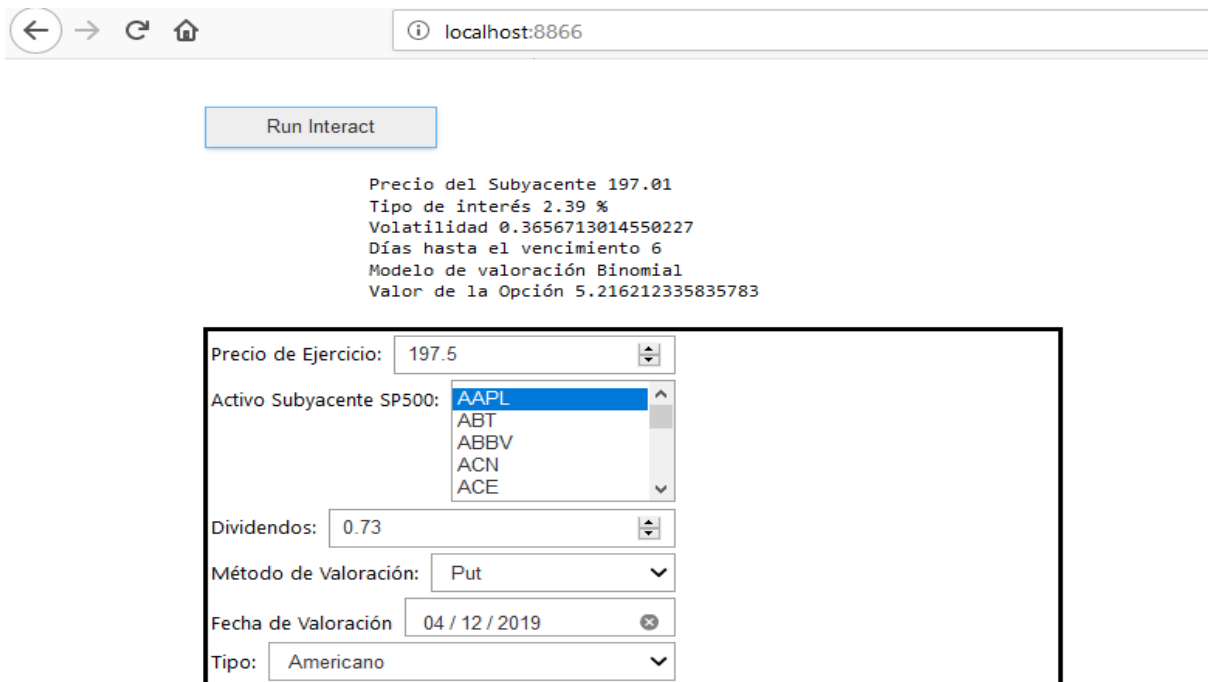 localhost:8866
Run Interact
Precio del Subyacente 197.01
Tipo de interés 2.39 %
Volatilidad 0.3656713014550227
Días hasta el vencimiento 6
Modelo de valoración Binomial
Valor de la Opción 5.216212335835783
Precio de Ejercicio: 197.5
Activo Subyacente SP500: AAPL
ABT
ABBV
ACN
ACE
Dividendos: 0.73
Método de Valoración: Put
Fecha de Valoración 04 / 12 / 2019
Tipo: Americano